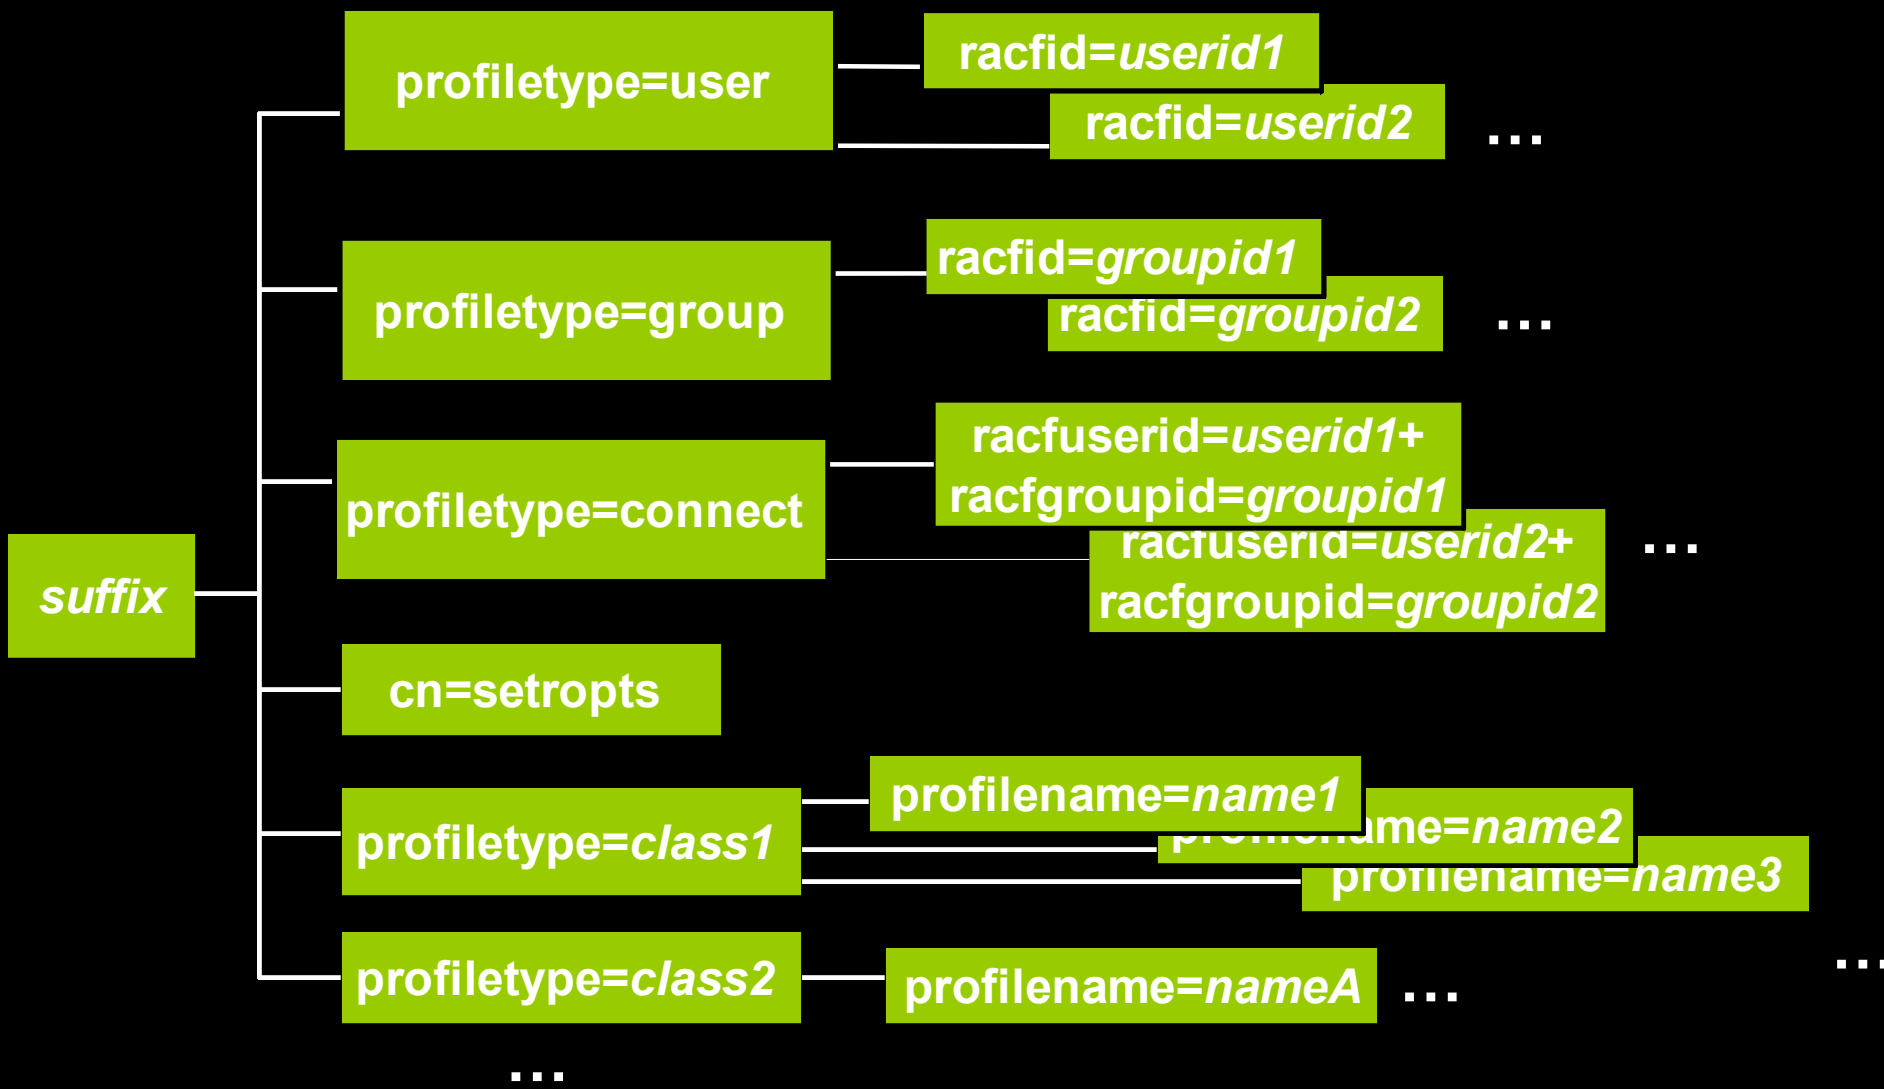 profiletype=user
racfid=userid1
racfid=userid2
...
profiletype=group
racfid=groupid1
racfid=groupid2
...
profiletype=connect
racfuserid=userid1+
racfgroupid=groupid1
racfuserid=userid2+
racfgroupid=groupid2
...
suffix
cn=setropts
profiletype=class1
profilename=name1
profilename=name2
profilename=name3
...
profiletype=class2
profilename=nameA
...
...